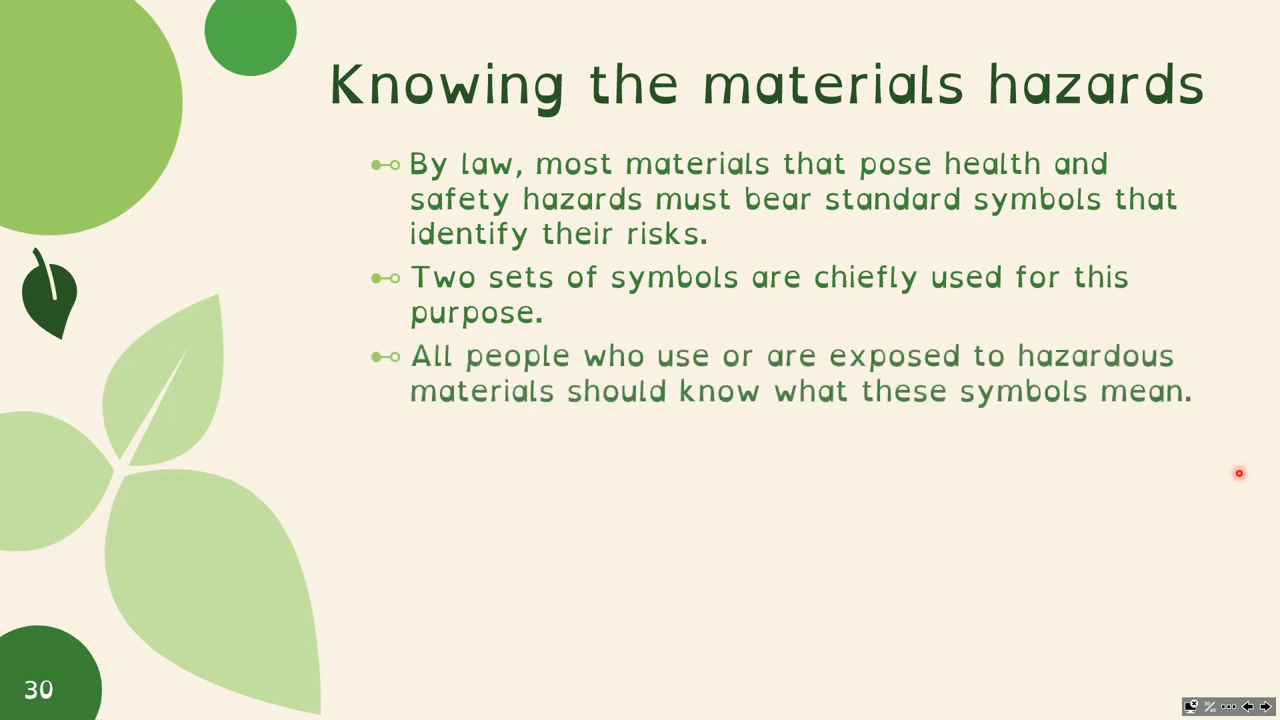 Knowing the materials hazards
By law, most materials that pose health and
safety hazards must bear standard symbols that
identify their risks.
Two sets of symbols are chiefly used for this
purpose.
All people who use or are exposed to hazardous
materials should know what these symbols mean.
30